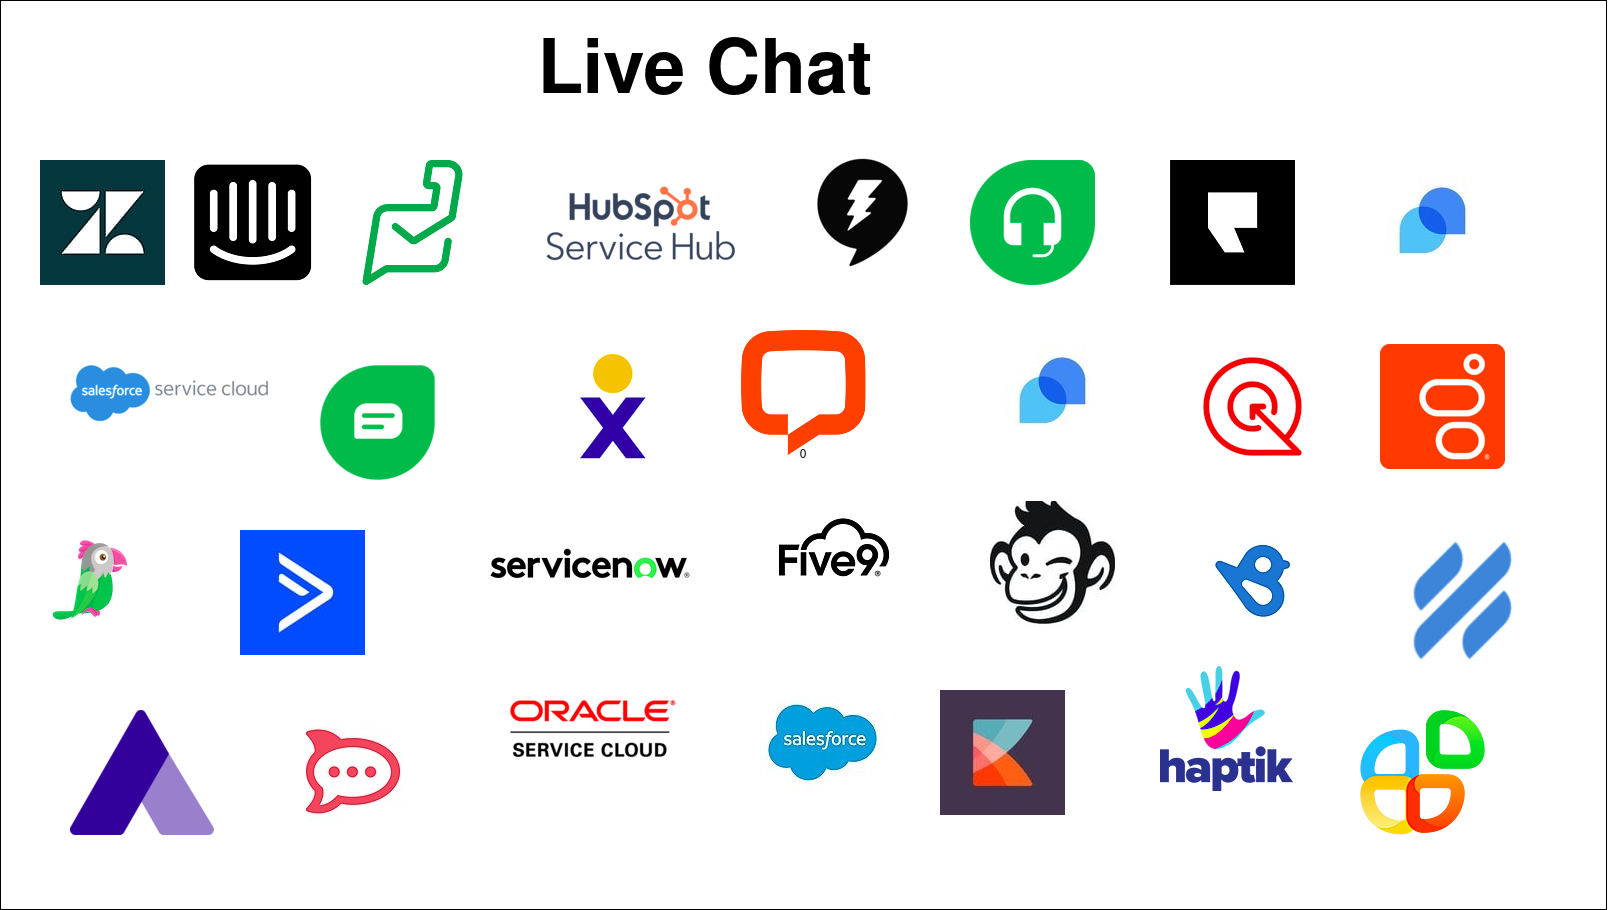 Live Chat
HubSpot
Service Hub
salesforce service cloud
0
servicenow®
Five9®
ORACLE®
SERVICE CLOUD
salesforce
haptik